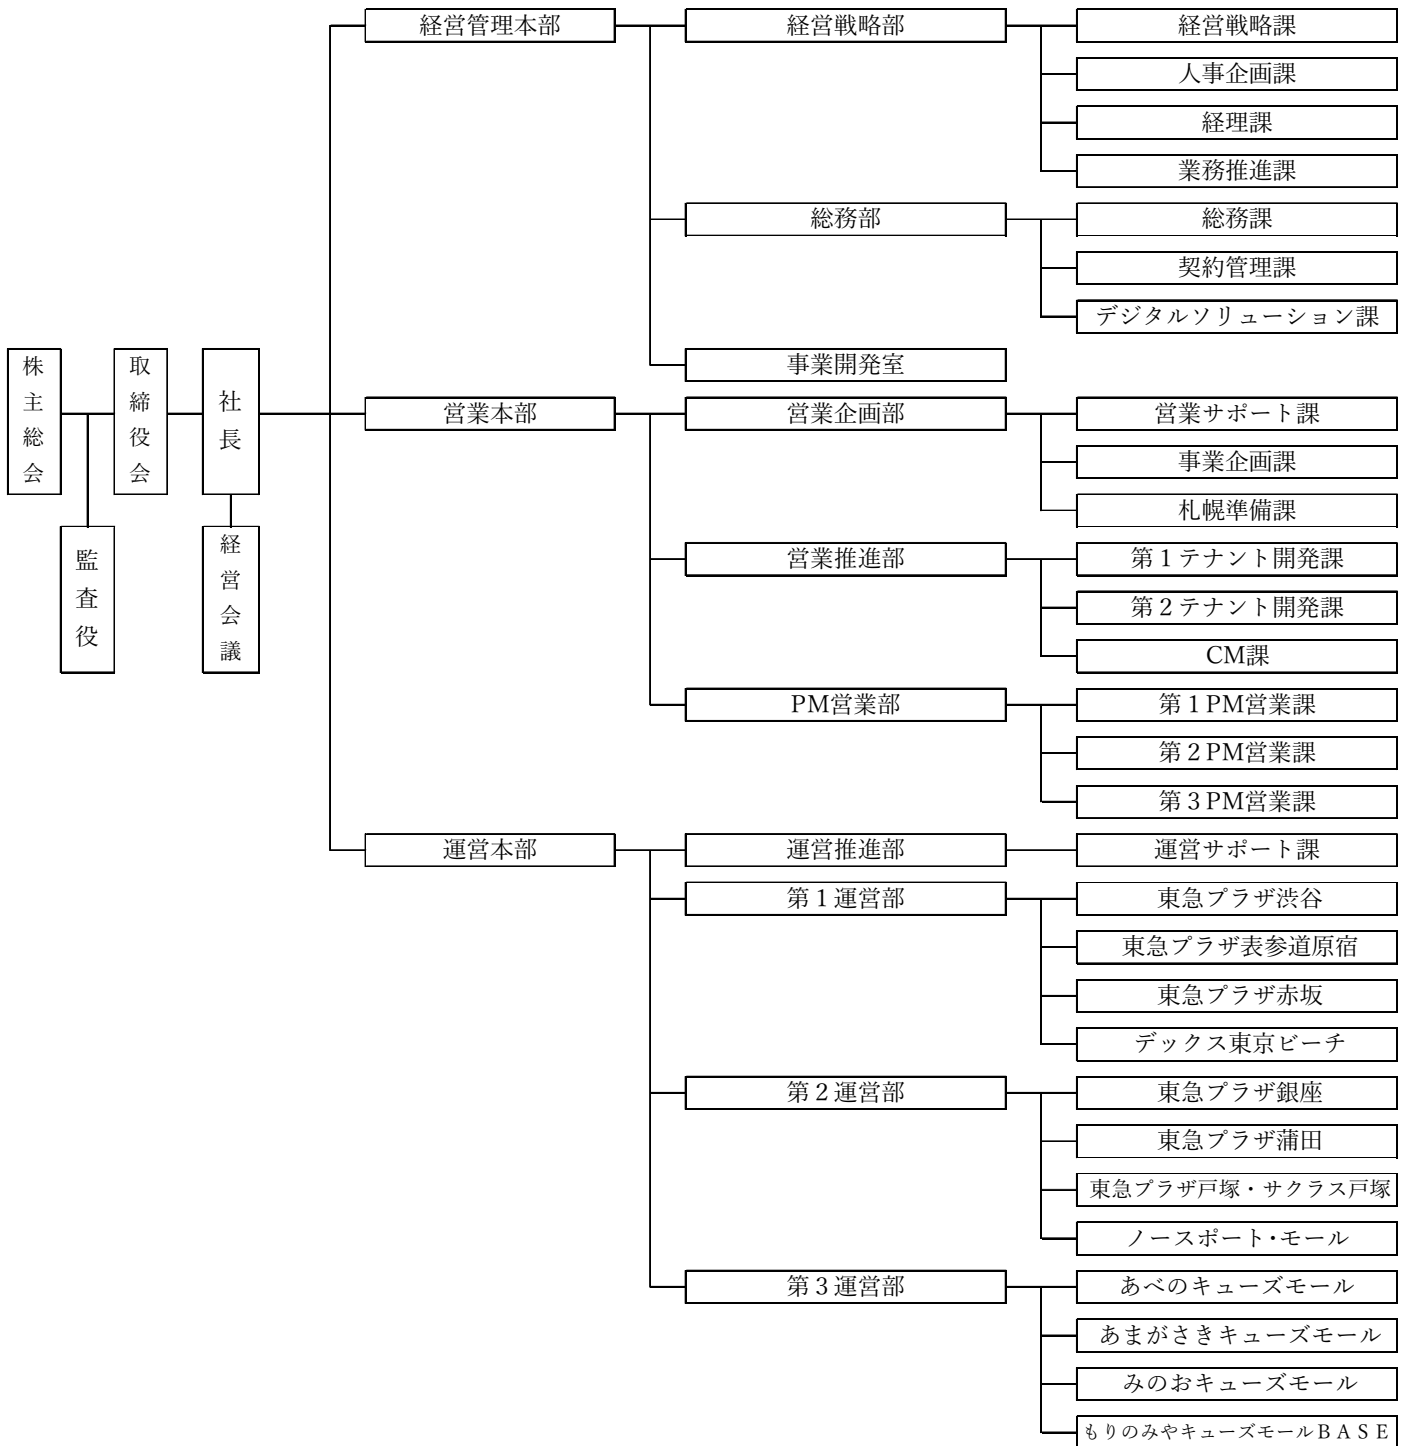 株主総会
監査役
取締役会
社長
経営会議
経営管理本部
経営戦略部
経営戦略課
人事企画課
経理課
業務推進課
総務部
総務課
契約管理課
デジタルソリューション課
事業開発室
営業本部
営業企画部
営業サポート課
事業企画課
札幌準備課
営業推進部
第1テナント開発課
第2テナント開発課
CM課
PM営業部
第1PM営業課
第2PM営業課
第3PM営業課
運営本部
運営推進部
運営サポート課
第1運営部
東急プラザ渋谷
東急プラザ表参道原宿
東急プラザ赤坂
デックス東京ビーチ
第2運営部
東急プラザ銀座
東急プラザ蒲田
東急プラザ戸塚・サクラス戸塚
ノースポート・モール
第3運営部
あべのキューズモール
あまがさきキューズモール
みのおキューズモール
もりのみやキューズモールBASE